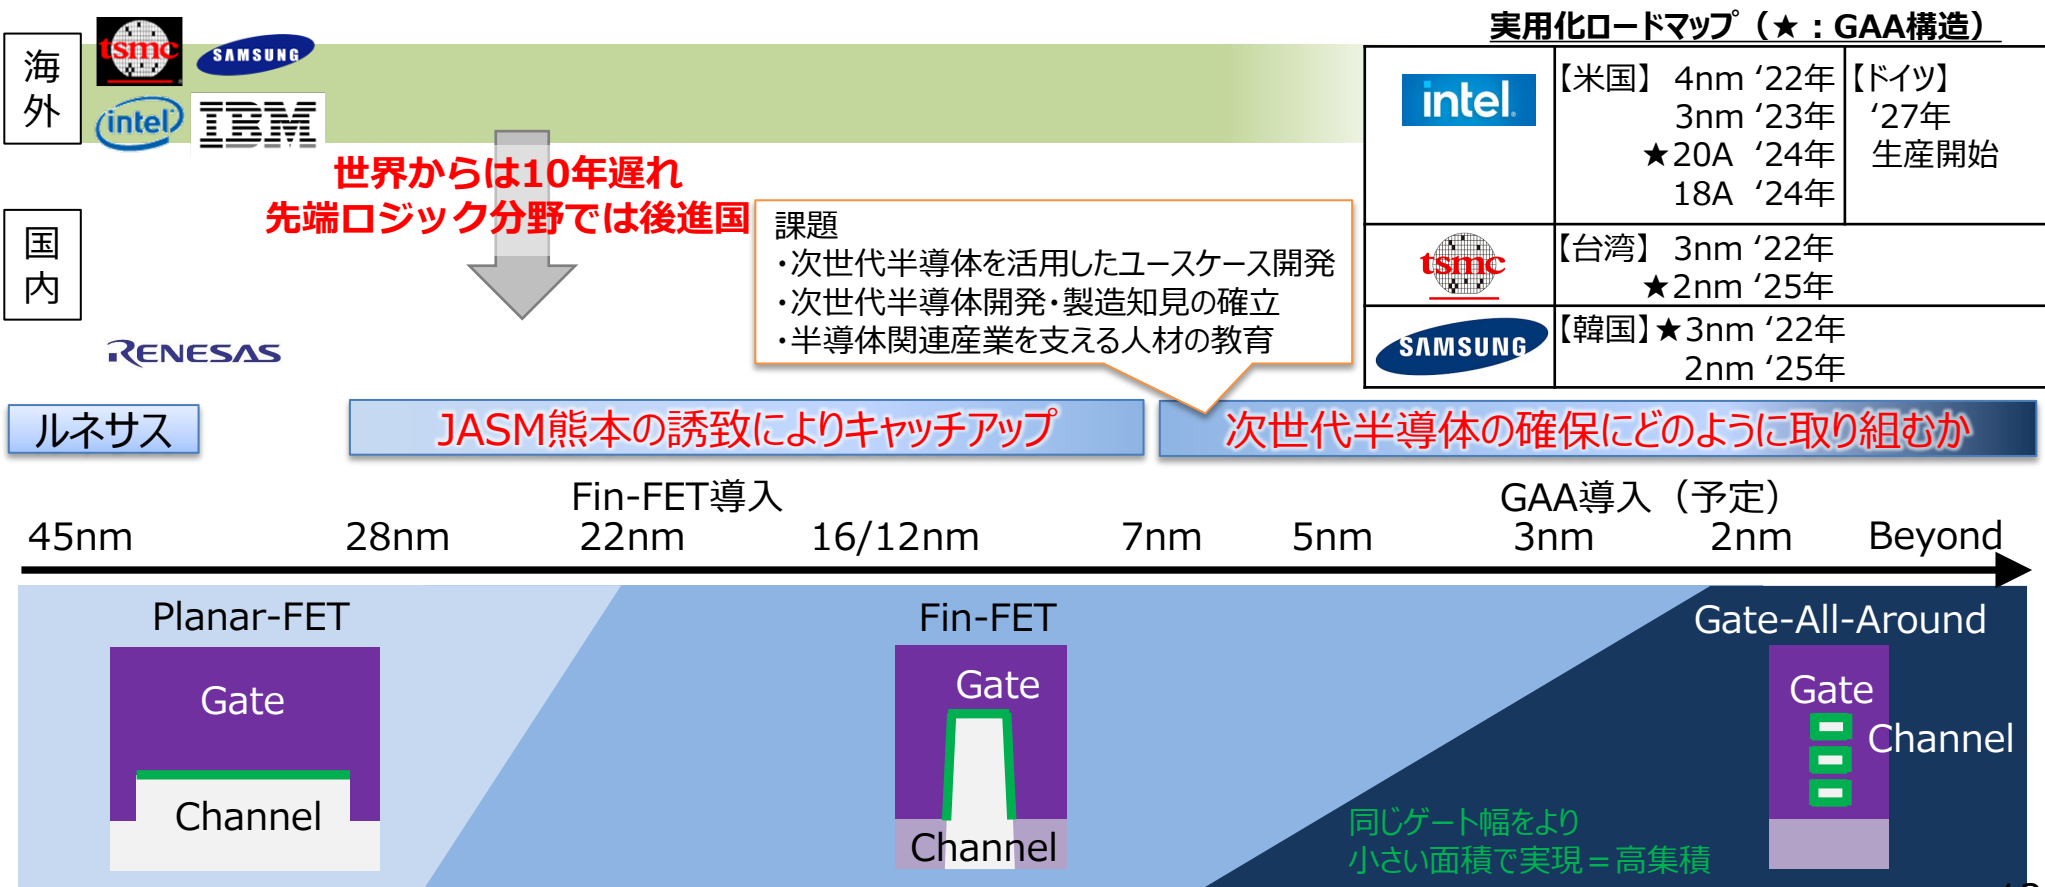 実用化ロードマップ（★：GAA構造）
海外
tsmc
SAMSUNG
intel
IBM
世界からは10年遅れ
先端ロジック分野では後進国
国内
RENESAS
課題
・次世代半導体を活用したユースケース開発
・次世代半導体開発・製造知見の確立
・半導体関連産業を支える人材の教育
intel.
【米国】 4nm ‘22年
3nm ‘23年
★20A ‘24年
18A ‘24年
【ドイツ】
‘27年
生産開始
tsmc
【台湾】 3nm ‘22年
★2nm ‘25年
SAMSUNG
【韓国】★3nm ‘22年
2nm ‘25年
ルネサス
JASM熊本の誘致によりキャッチアップ
次世代半導体の確保にどのように取り組むか
Fin-FET導入
GAA導入（予定）
45nm 28nm 22nm 16/12nm 7nm 5nm 3nm 2nm Beyond
Planar-FET
Gate
Channel
Fin-FET
Gate
Channel
Gate-All-Around
Gate
Channel
同じゲート幅をより
小さい面積で実現＝高集積